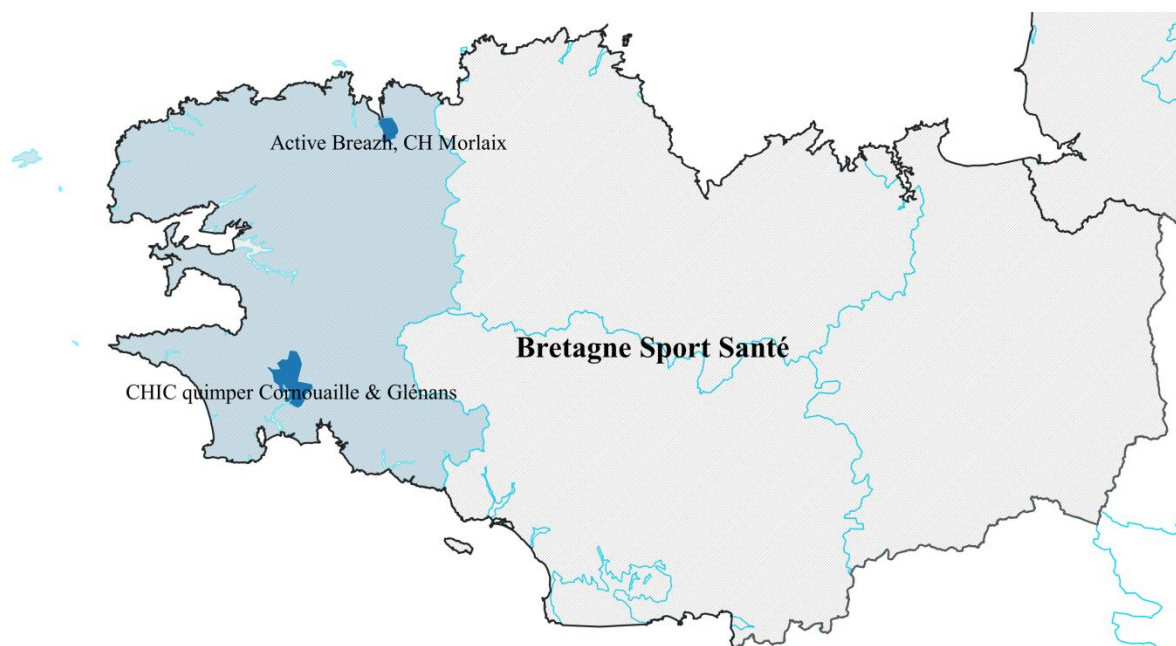 Active Breazh, CH Morlaix
Bretagne Sport Santé
CHIC quimper Cornouaille & Glénans